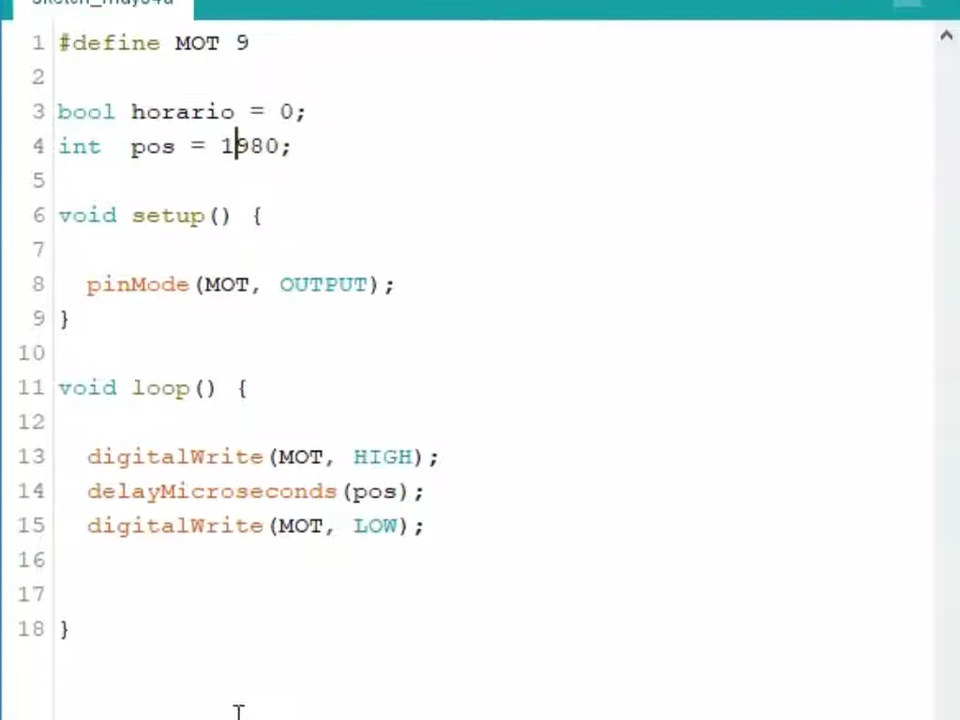 1 #define MOT 9
2
3 bool horario = 0;
4 int  pos = 1980;
5
6 void setup() {
7
8   pinMode(MOT, OUTPUT);
9 }
10
11 void loop() {
12
13   digitalWrite(MOT, HIGH);
14   delayMicroseconds(pos);
15   digitalWrite(MOT, LOW);
16
17
18 }